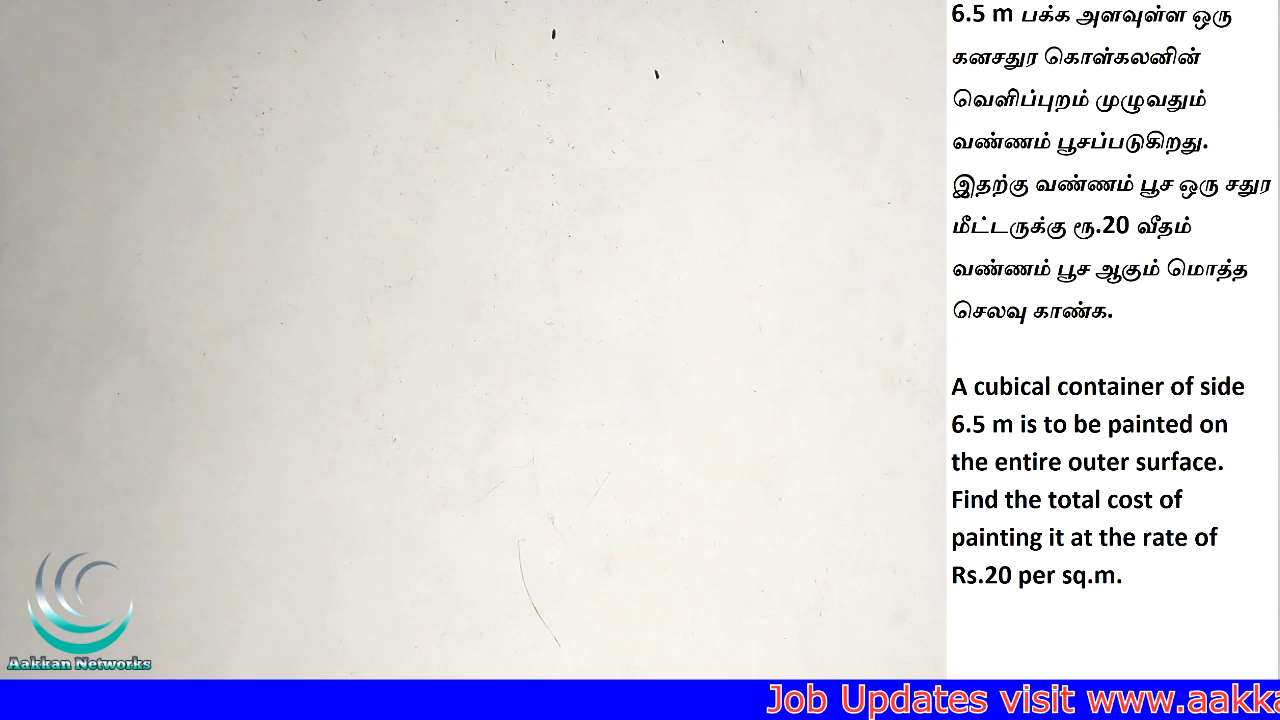 6.5 m பக்க அளவுள்ள ஒரு
கனசதுர கொள்கலனின்
வெளிப்புறம் முழுவதும்
வண்ணம் பூசப்படுகிறது.
இதற்கு வண்ணம் பூச ஒரு சதுர
மீட்டருக்கு ரூ.20 வீதம்
வண்ணம் பூச ஆகும் மொத்த
செலவு காண்க.
A cubical container of side
6.5 m is to be painted on
the entire outer surface.
Find the total cost of
painting it at the rate of
Rs.20 per sq.m.
Aakkan Networks
Job Updates visit www.aakka